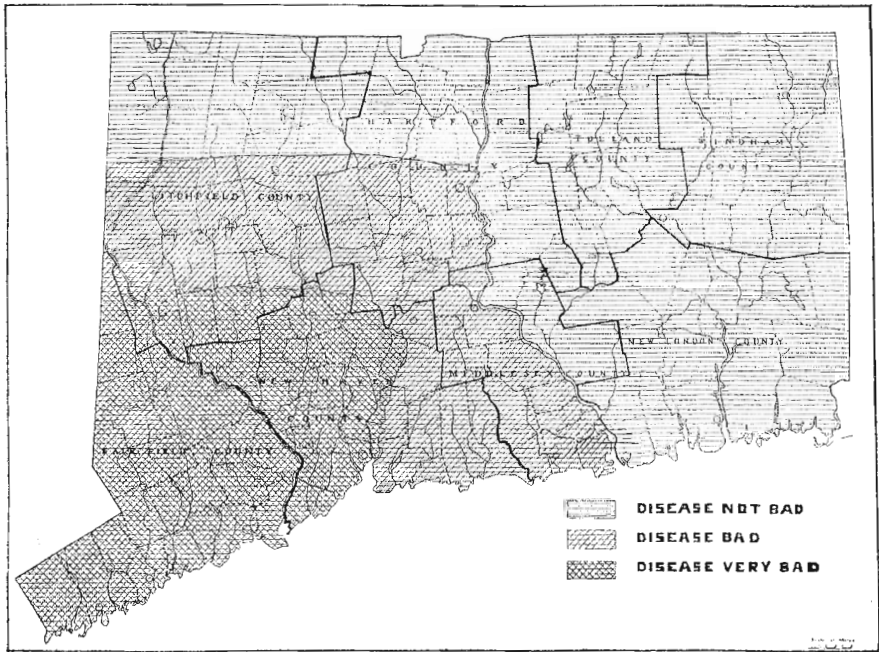 HARTFORD
COUNTY
TOLLAND
COUNTY
WINDHAM
COUNTY
LITCHFIELD COUNTY
NEW LONDON COUNTY
NEW HAVEN
COUNTY
MIDDLESEX COUNTY
FAIRFIELD COUNTY
DISEASE NOT BAD
DISEASE BAD
DISEASE VERY BAD